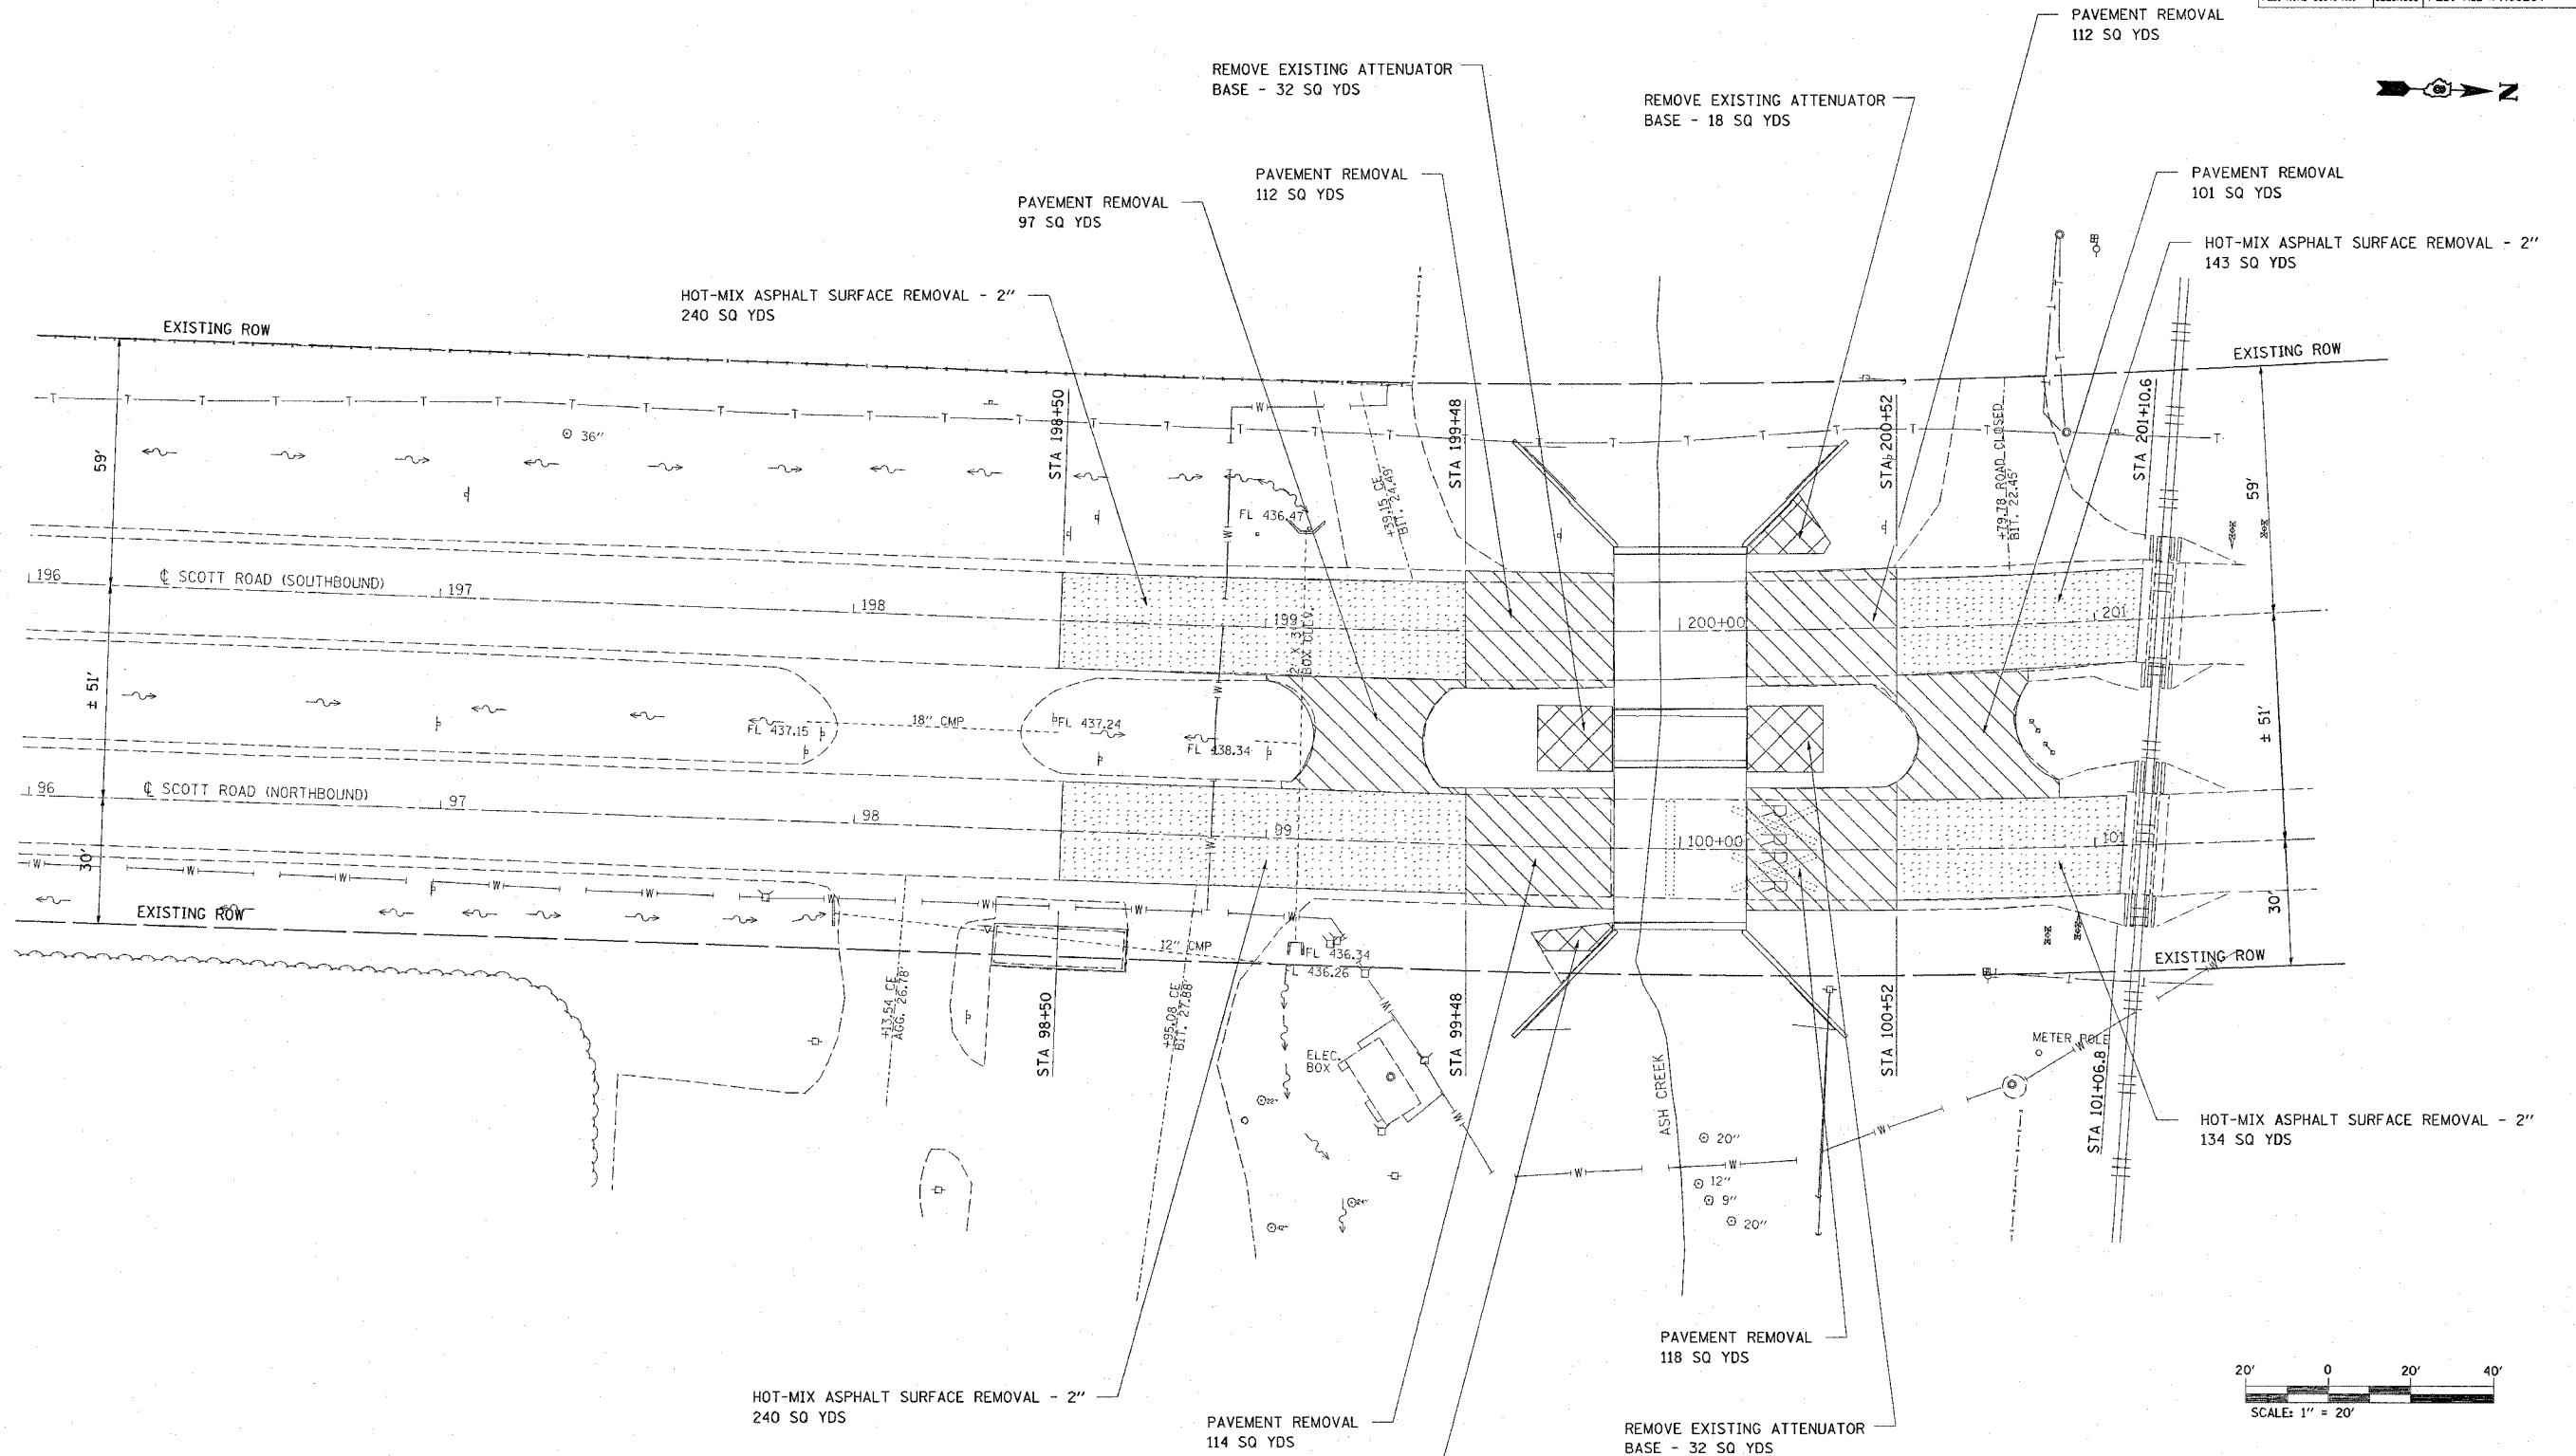 PAVEMENT REMOVAL
112 SQ YDS
REMOVE EXISTING ATTENUATOR
BASE - 32 SQ YDS
REMOVE EXISTING ATTENUATOR
BASE - 18 SQ YDS
N
PAVEMENT REMOVAL
112 SQ YDS
PAVEMENT REMOVAL
101 SQ YDS
PAVEMENT REMOVAL
97 SQ YDS
HOT-MIX ASPHALT SURFACE REMOVAL - 2"
143 SQ YDS
HOT-MIX ASPHALT SURFACE REMOVAL - 2"
240 SQ YDS
EXISTING ROW
EXISTING ROW
59'
36"
STA 198+50
STA 199+48
STA 200+52
STA 201+10.6
59'
FL 436.47
+39.15 CE
BIT. 24.49'
+79.78 ROAD CLOSED
BIT. 22.45'
196
℄ SCOTT ROAD (SOUTHBOUND)
197
198
199
200+00
201
2' X 3'
BOX CULV.
± 51'
± 51'
18" CMP
FL 437.15
FL 437.24
FL 438.34
96
℄ SCOTT ROAD (NORTHBOUND)
97
98
99
100+00
101
R R R R
30'
30'
EXISTING ROW
EXISTING ROW
12" CMP
FL 436.34
FL 436.26
+13.54 CE
AGG. 26.78'
+95.08 CE
BIT. 27.88'
STA 98+50
STA 99+48
STA 100+52
STA 101+06.8
ELEC.
BOX
ASH CREEK
METER POLE
22"
20"
12"
9"
20"
24"
HOT-MIX ASPHALT SURFACE REMOVAL - 2"
134 SQ YDS
PAVEMENT REMOVAL
118 SQ YDS
HOT-MIX ASPHALT SURFACE REMOVAL - 2"
240 SQ YDS
PAVEMENT REMOVAL
114 SQ YDS
REMOVE EXISTING ATTENUATOR
BASE - 32 SQ YDS
20' 0 20' 40'
SCALE: 1" = 20'